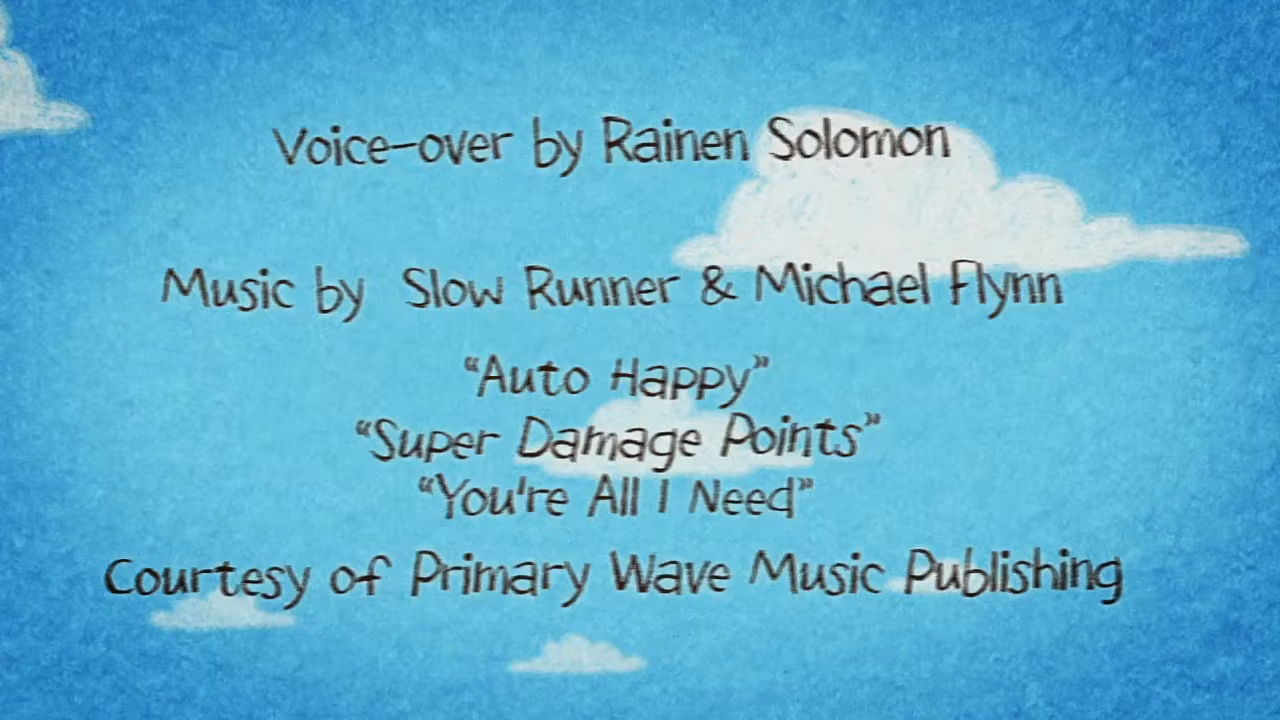 Voice-over by Rainen Solomon
Music by Slow Runner & Michael Flynn
“Auto Happy”
“Super Damage Points”
“You're All I Need”
Courtesy of Primary Wave Music Publishing